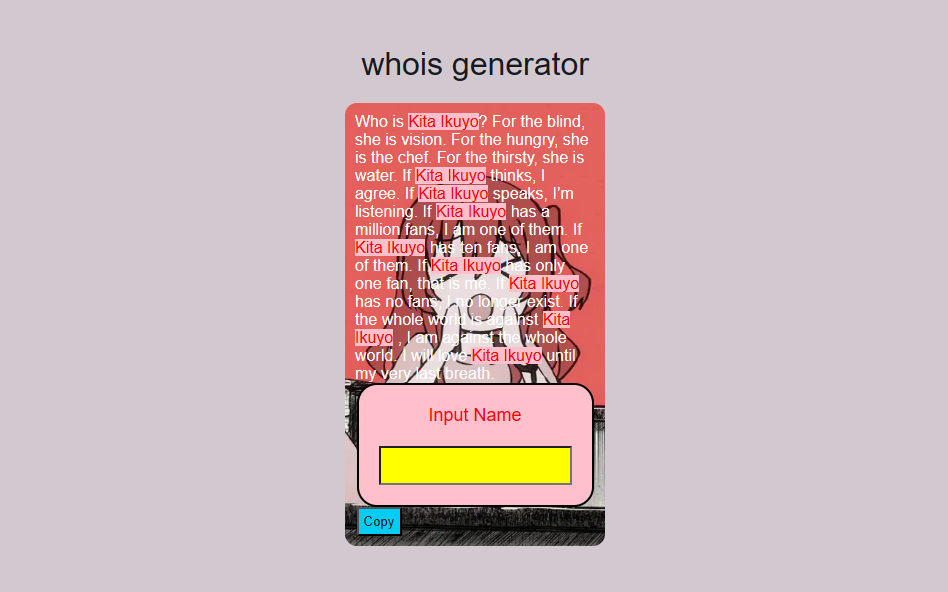 whois generator
Who is Kita Ikuyo? For the blind,
she is vision. For the hungry, she
is the chef. For the thirsty, she is
water. If Kita Ikuyo thinks, I
agree. If Kita Ikuyo speaks, I'm
listening. If Kita Ikuyo has a
million fans, I am one of them. If
Kita Ikuyo has ten fans, I am one
of them. If Kita Ikuyo has only
one fan, that is me. If Kita Ikuyo
has no fans, I no longer exist. If
the whole world is against Kita
Ikuyo , I am against the whole
world. I will love Kita Ikuyo until
my very last breath.
Input Name
Copy